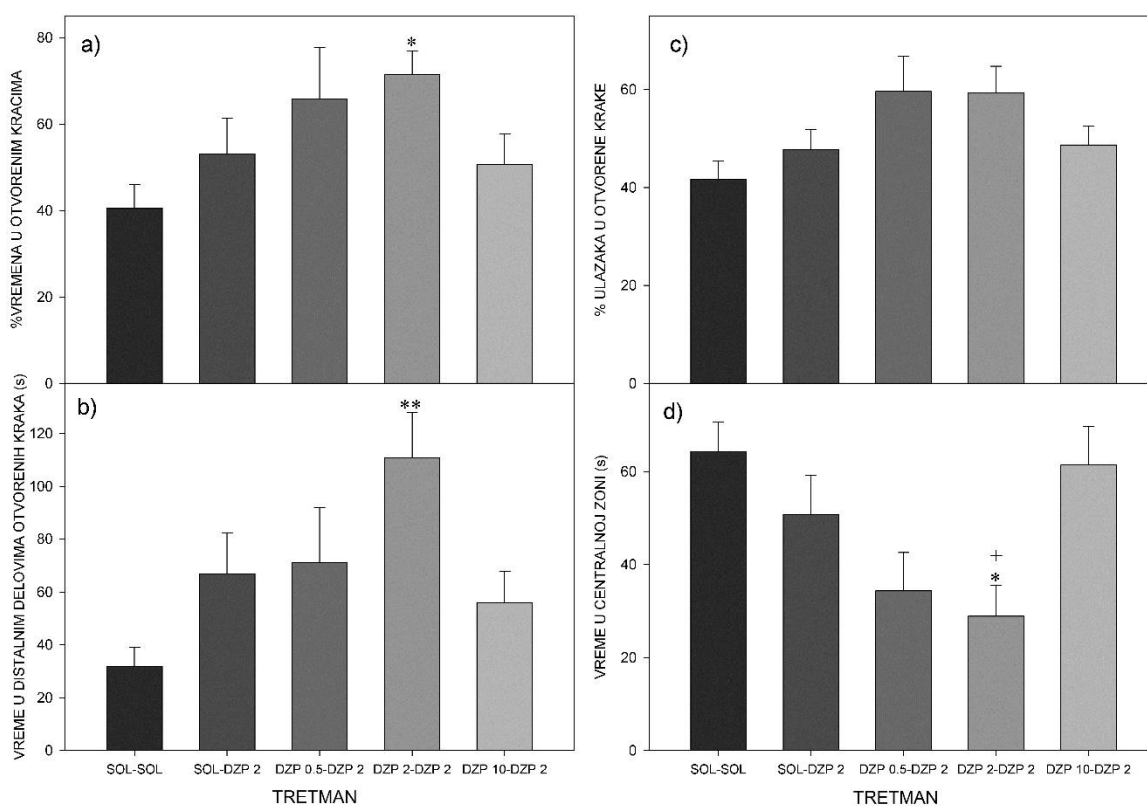 a)
%VREMENA U OTVORENIM KRACIMA
80
60
40
20
0
*
b)
VREME U DISTALNIM DELOVIMA OTVORENIH KRAKA (s)
120
100
80
60
40
20
0
**
SOL-SOL
SOL-DZP 2
DZP 0.5-DZP 2
DZP 2-DZP 2
DZP 10-DZP 2
TRETMAN
c)
% ULAZAKA U OTVORENE KRAKE
60
40
20
0
d)
VREME U CENTRALNOJ ZONI (s)
60
40
20
0
+
*
SOL-SOL
SOL-DZP 2
DZP 0.5-DZP 2
DZP 2-DZP 2
DZP 10-DZP 2
TRETMAN